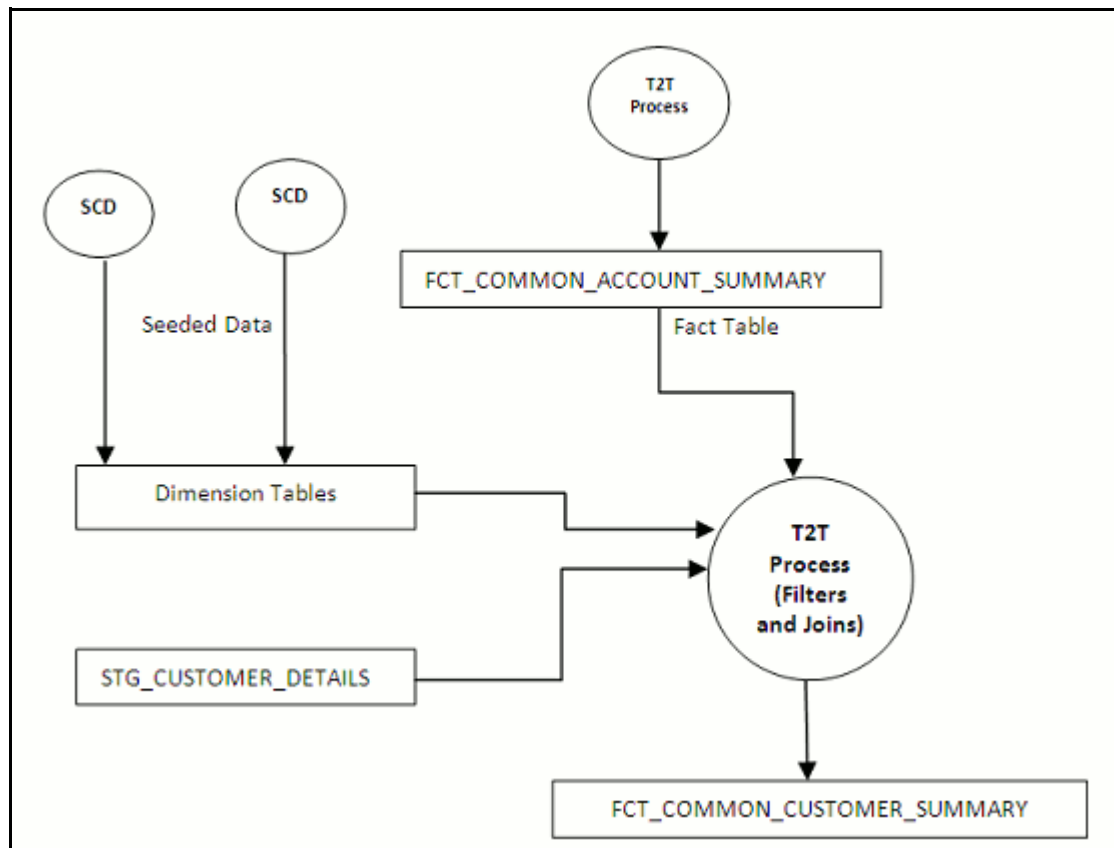 T2T
Process
SCD
SCD
FCT_COMMON_ACCOUNT_SUMMARY
Seeded Data
Fact Table
Dimension Tables
T2T
Process
(Filters
and Joins)
STG_CUSTOMER_DETAILS
FCT_COMMON_CUSTOMER_SUMMARY